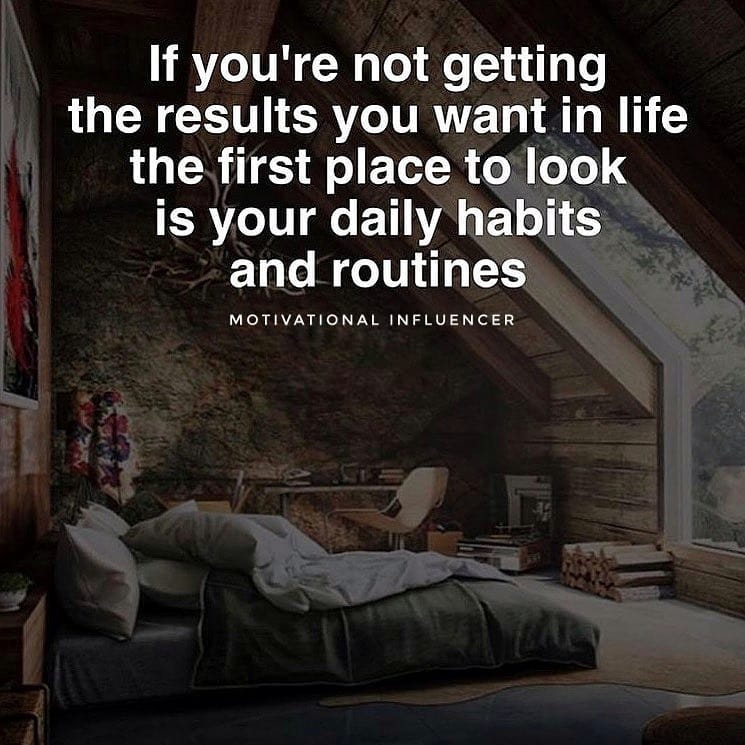 If you're not getting
the results you want in life
the first place to look
is your daily habits
and routines
MOTIVATIONAL INFLUENCER